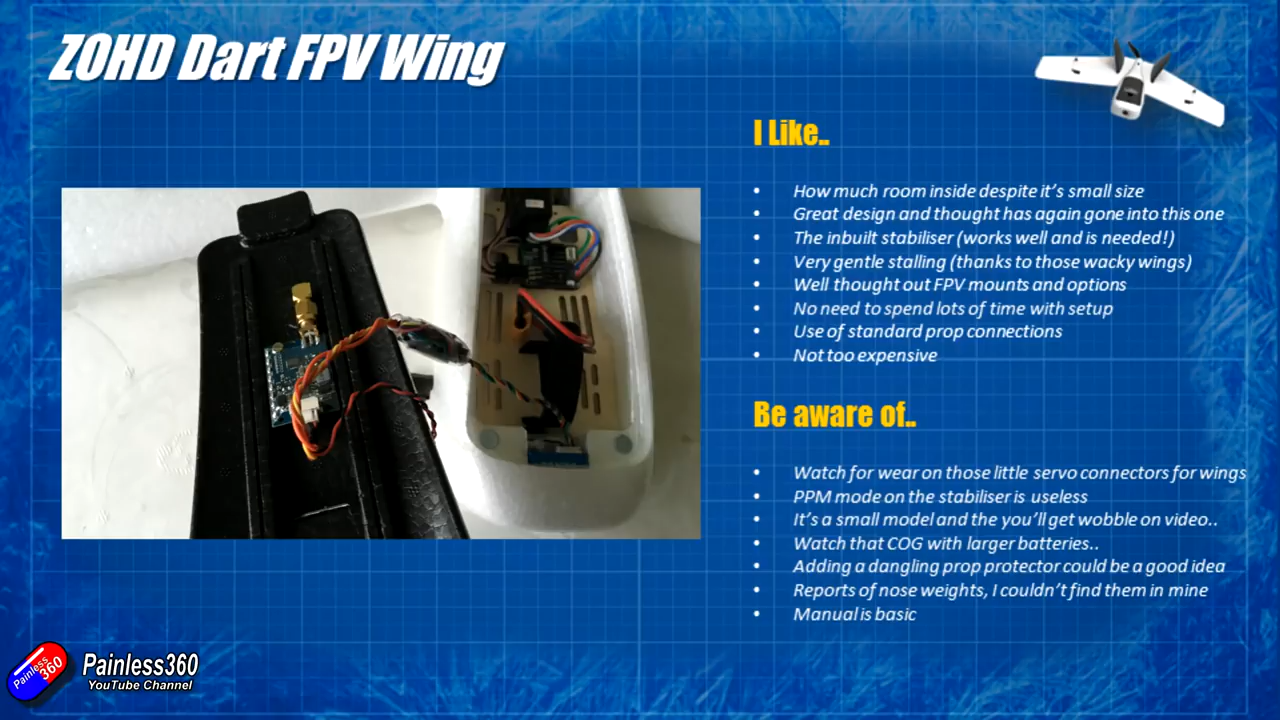 ZOHD Dart FPV Wing
I Like..
• How much room inside despite it's small size
• Great design and thought has again gone into this one
• The inbuilt stabiliser (works well and is needed!)
• Very gentle stalling (thanks to those wacky wings)
• Well thought out FPV mounts and options
• No need to spend lots of time with setup
• Use of standard prop connections
• Not too expensive
Be aware of..
• Watch for wear on those little servo connectors for wings
• PPM mode on the stabiliser is useless
• It's a small model and the you'll get wobble on video..
• Watch that COG with larger batteries..
• Adding a dangling prop protector could be a good idea
• Reports of nose weights, I couldn't find them in mine
• Manual is basic
Painless
360
Painless360
YouTube Channel